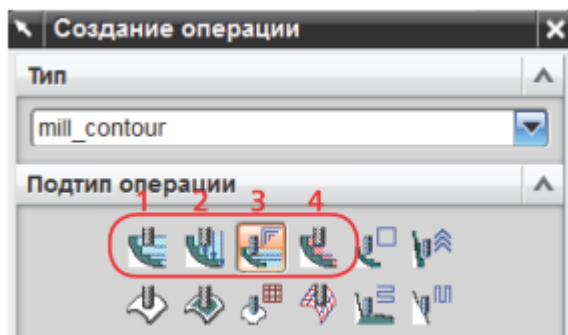 Создание операции
Тип
mill_contour
Подтип операции
1 2 3 4